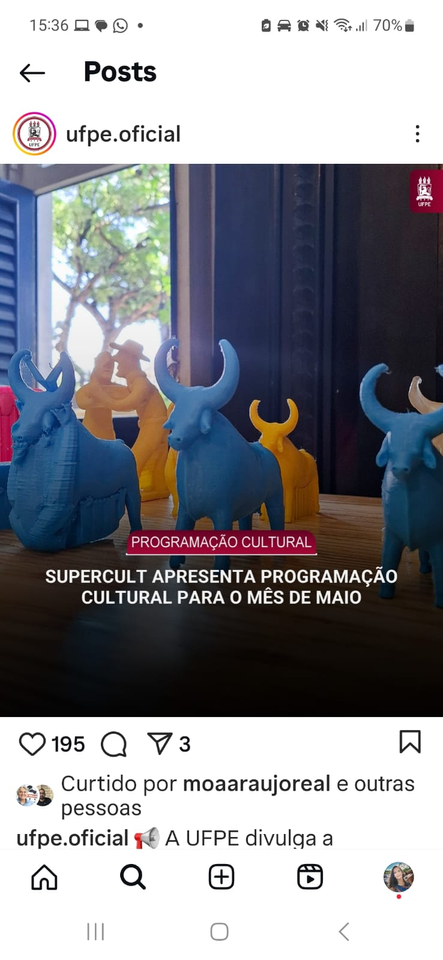 15:36
70%
Posts
ufpe.oficial
UFPE
PROGRAMAÇÃO CULTURAL
SUPERCULT APRESENTA PROGRAMAÇÃO
CULTURAL PARA O MÊS DE MAIO
195
3
Curtido por moaaraujoreal e outras
pessoas
ufpe.oficial 📢 A UFPE divulga a